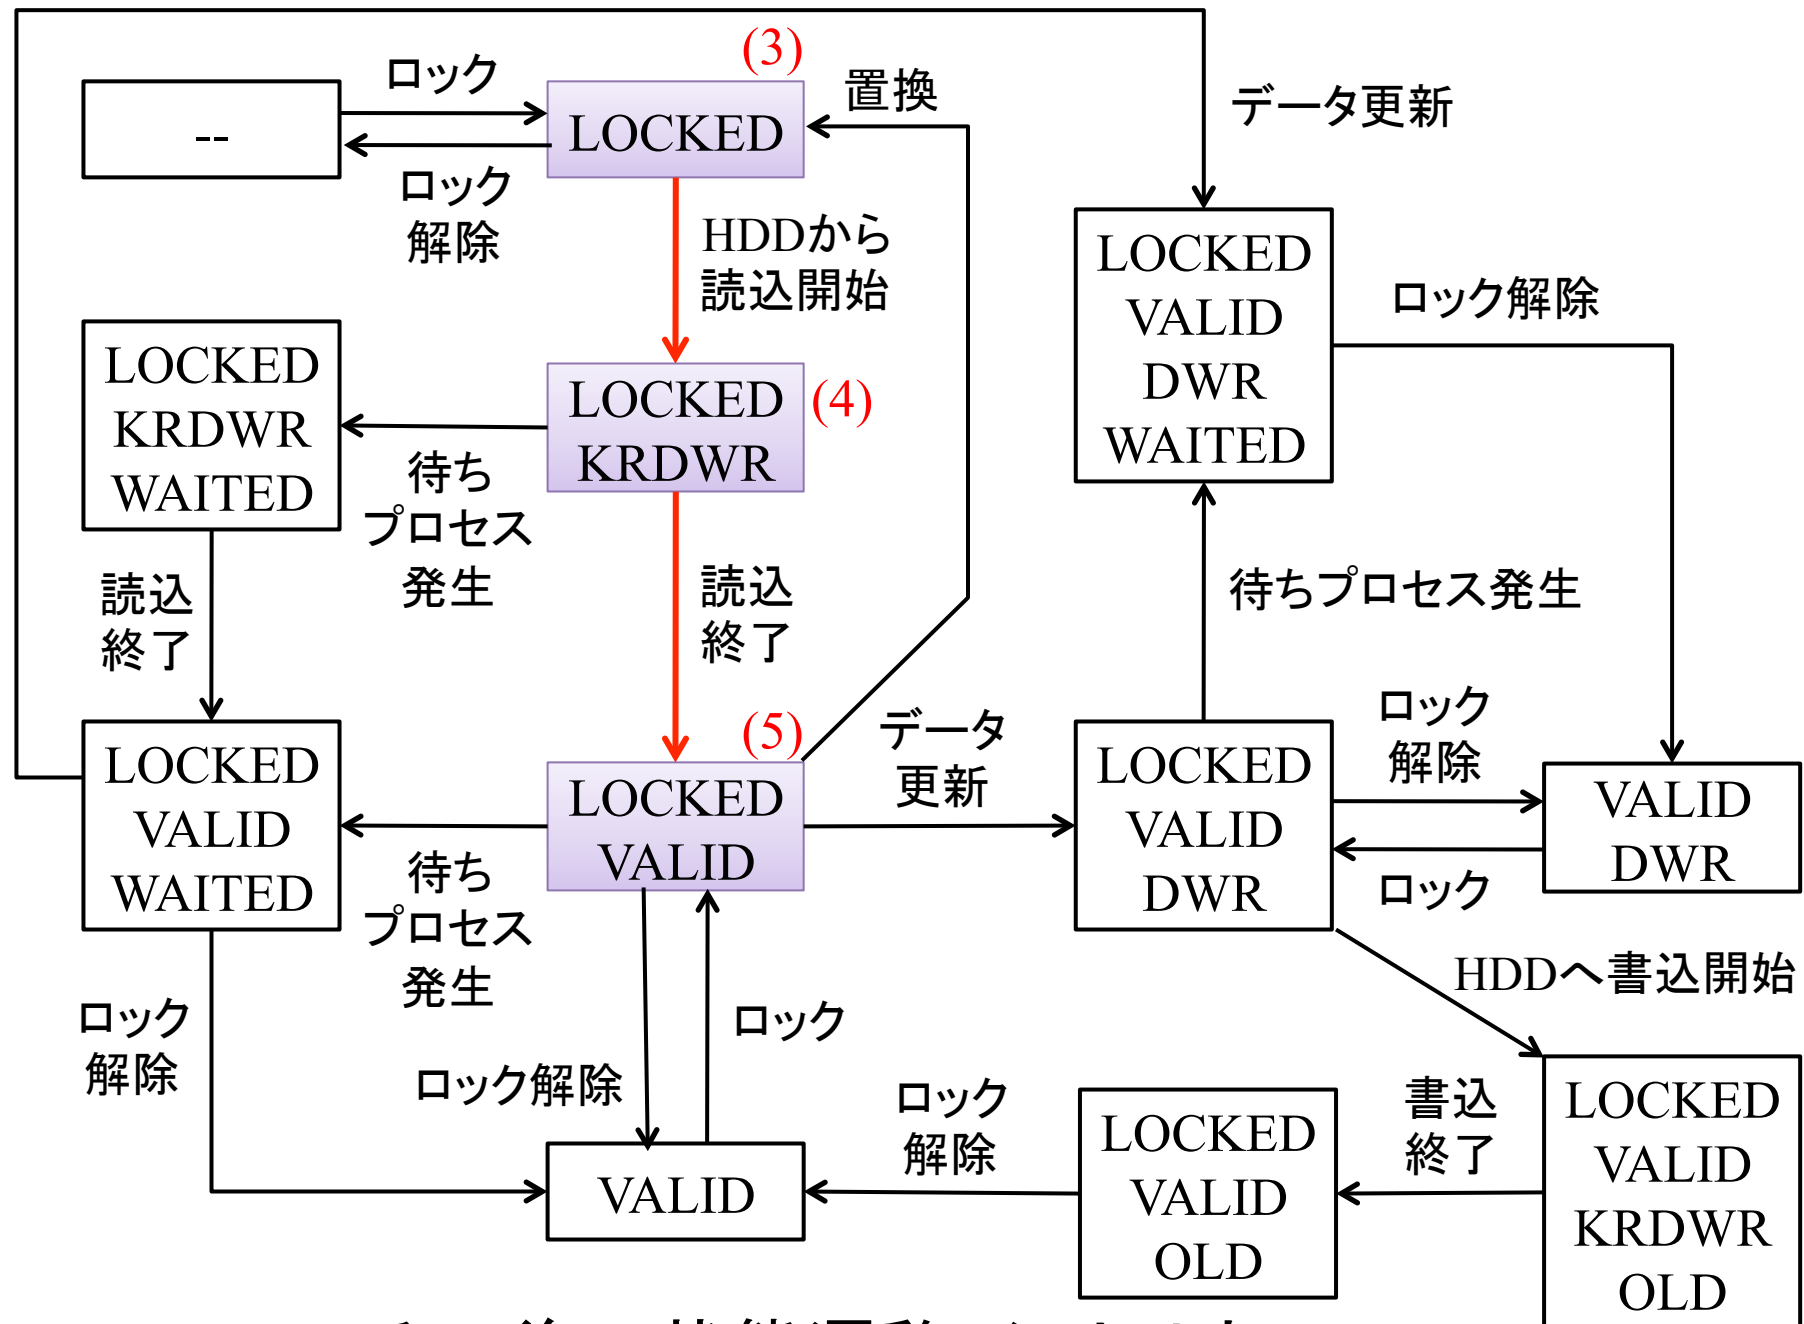 (3)
ロック
置換
--
LOCKED
データ更新
ロック
解除
HDDから
読込開始
LOCKED
VALID
DWR
WAITED
ロック解除
LOCKED
KRDWR
WAITED
LOCKED
KRDWR
(4)
待ち
プロセス
発生
読込
終了
読込
終了
待ちプロセス発生
(5)
データ
更新
ロック
解除
LOCKED
VALID
WAITED
LOCKED
VALID
LOCKED
VALID
DWR
VALID
DWR
待ち
プロセス
発生
ロック
HDDへ書込開始
ロック
解除
ロック
ロック解除
ロック
解除
書込
終了
VALID
LOCKED
VALID
OLD
LOCKED
VALID
KRDWR
OLD